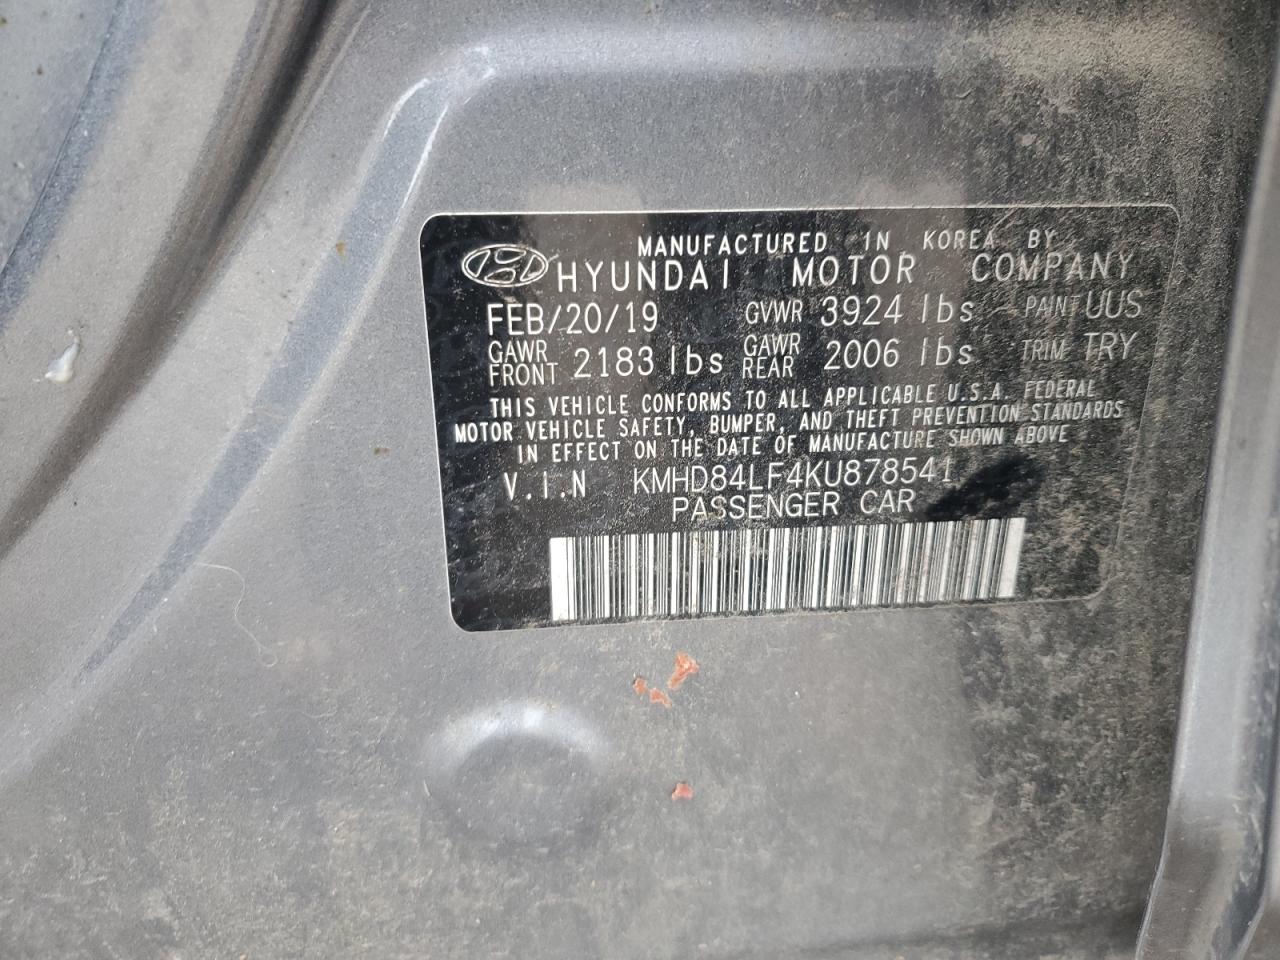 MANUFACTURED IN KOREA BY
HYUNDAI MOTOR COMPANY
FEB/20/19 GVWR 3924 lbs PAINT UUS
GAWR FRONT 2183 lbs GAWR REAR 2006 lbs TRIM TRY
THIS VEHICLE CONFORMS TO ALL APPLICABLE U.S.A. FEDERAL
MOTOR VEHICLE SAFETY, BUMPER, AND THEFT PREVENTION STANDARDS
IN EFFECT ON THE DATE OF MANUFACTURE SHOWN ABOVE
V.I.N KMHD84LF4KU878541
PASSENGER CAR